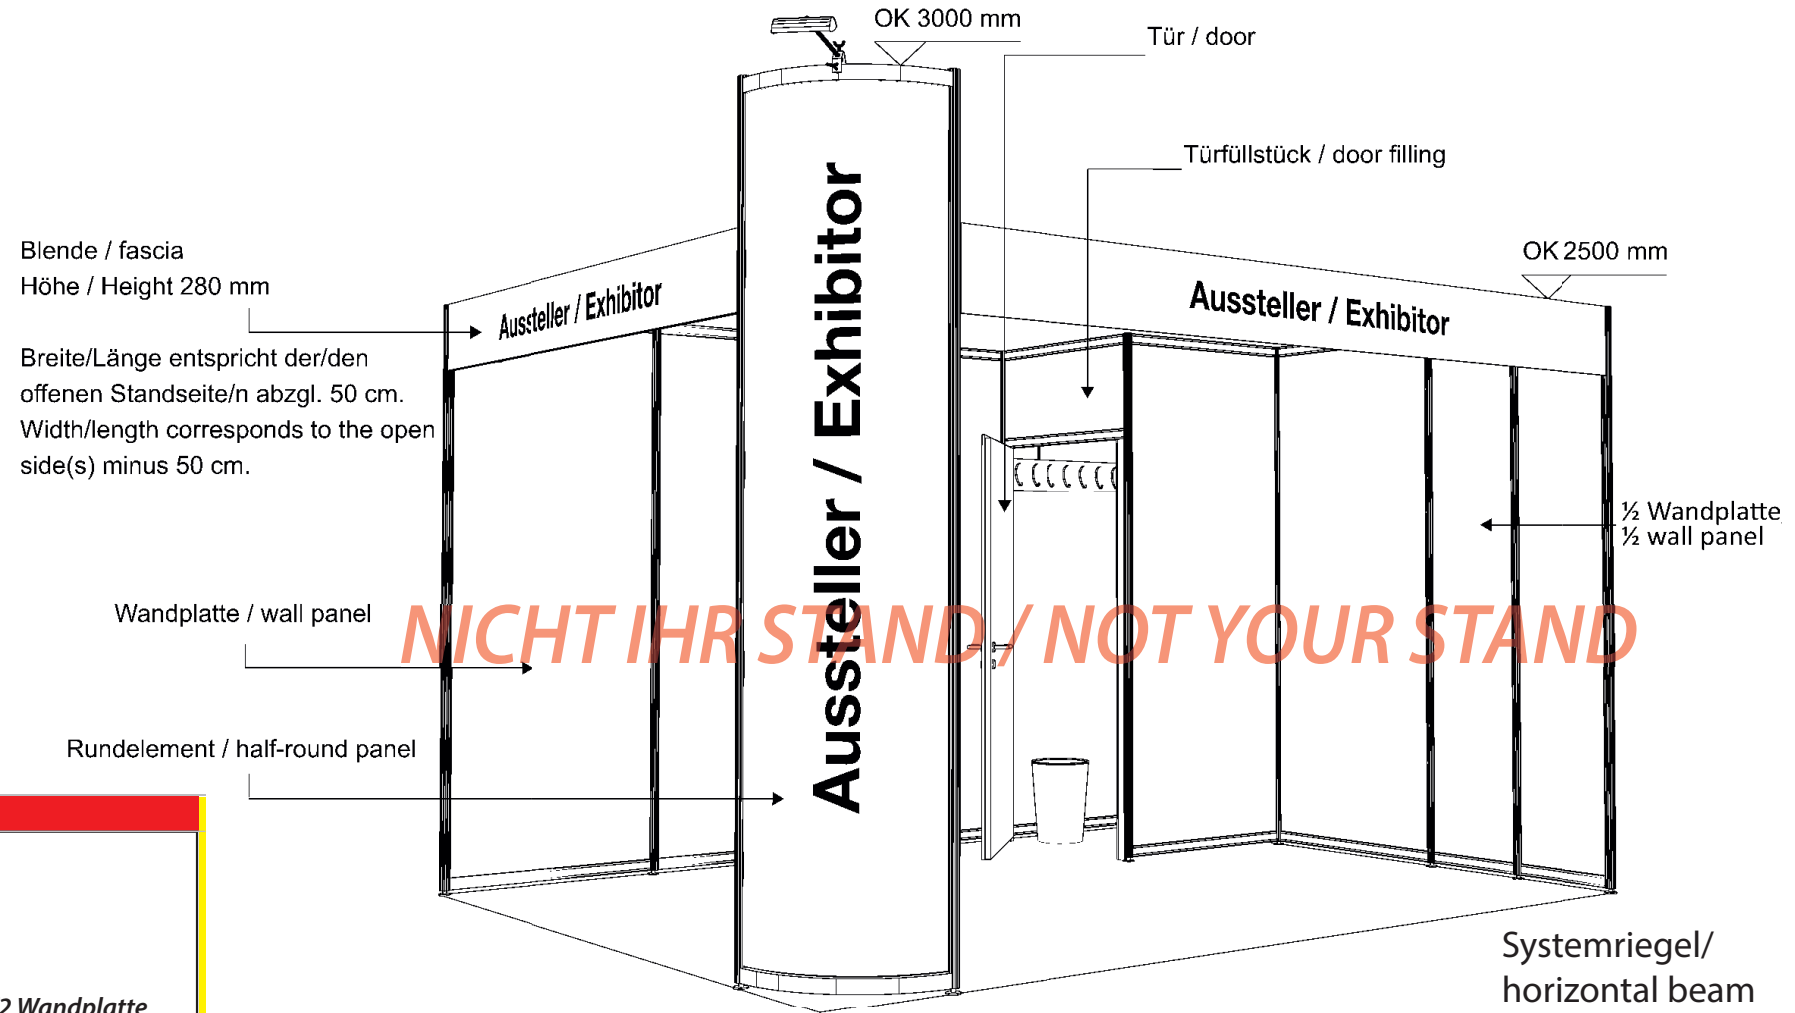 OK 3000 mm
Tür / door
Türfüllstück / door filling
Blende / fascia
Höhe / Height 280 mm
OK 2500 mm
Aussteller / Exhibitor
Aussteller / Exhibitor
Aussteller / Exhibitor
Breite/Länge entspricht der/den
offenen Standseite/n abzgl. 50 cm.
Width/length corresponds to the open
side(s) minus 50 cm.
½ Wandplatte
½ wall panel
Wandplatte / wall panel
NICHT IHR STAND / NOT YOUR STAND
Rundelement / half-round panel
Systemriegel/
horizontal beam
2 Wandplatte